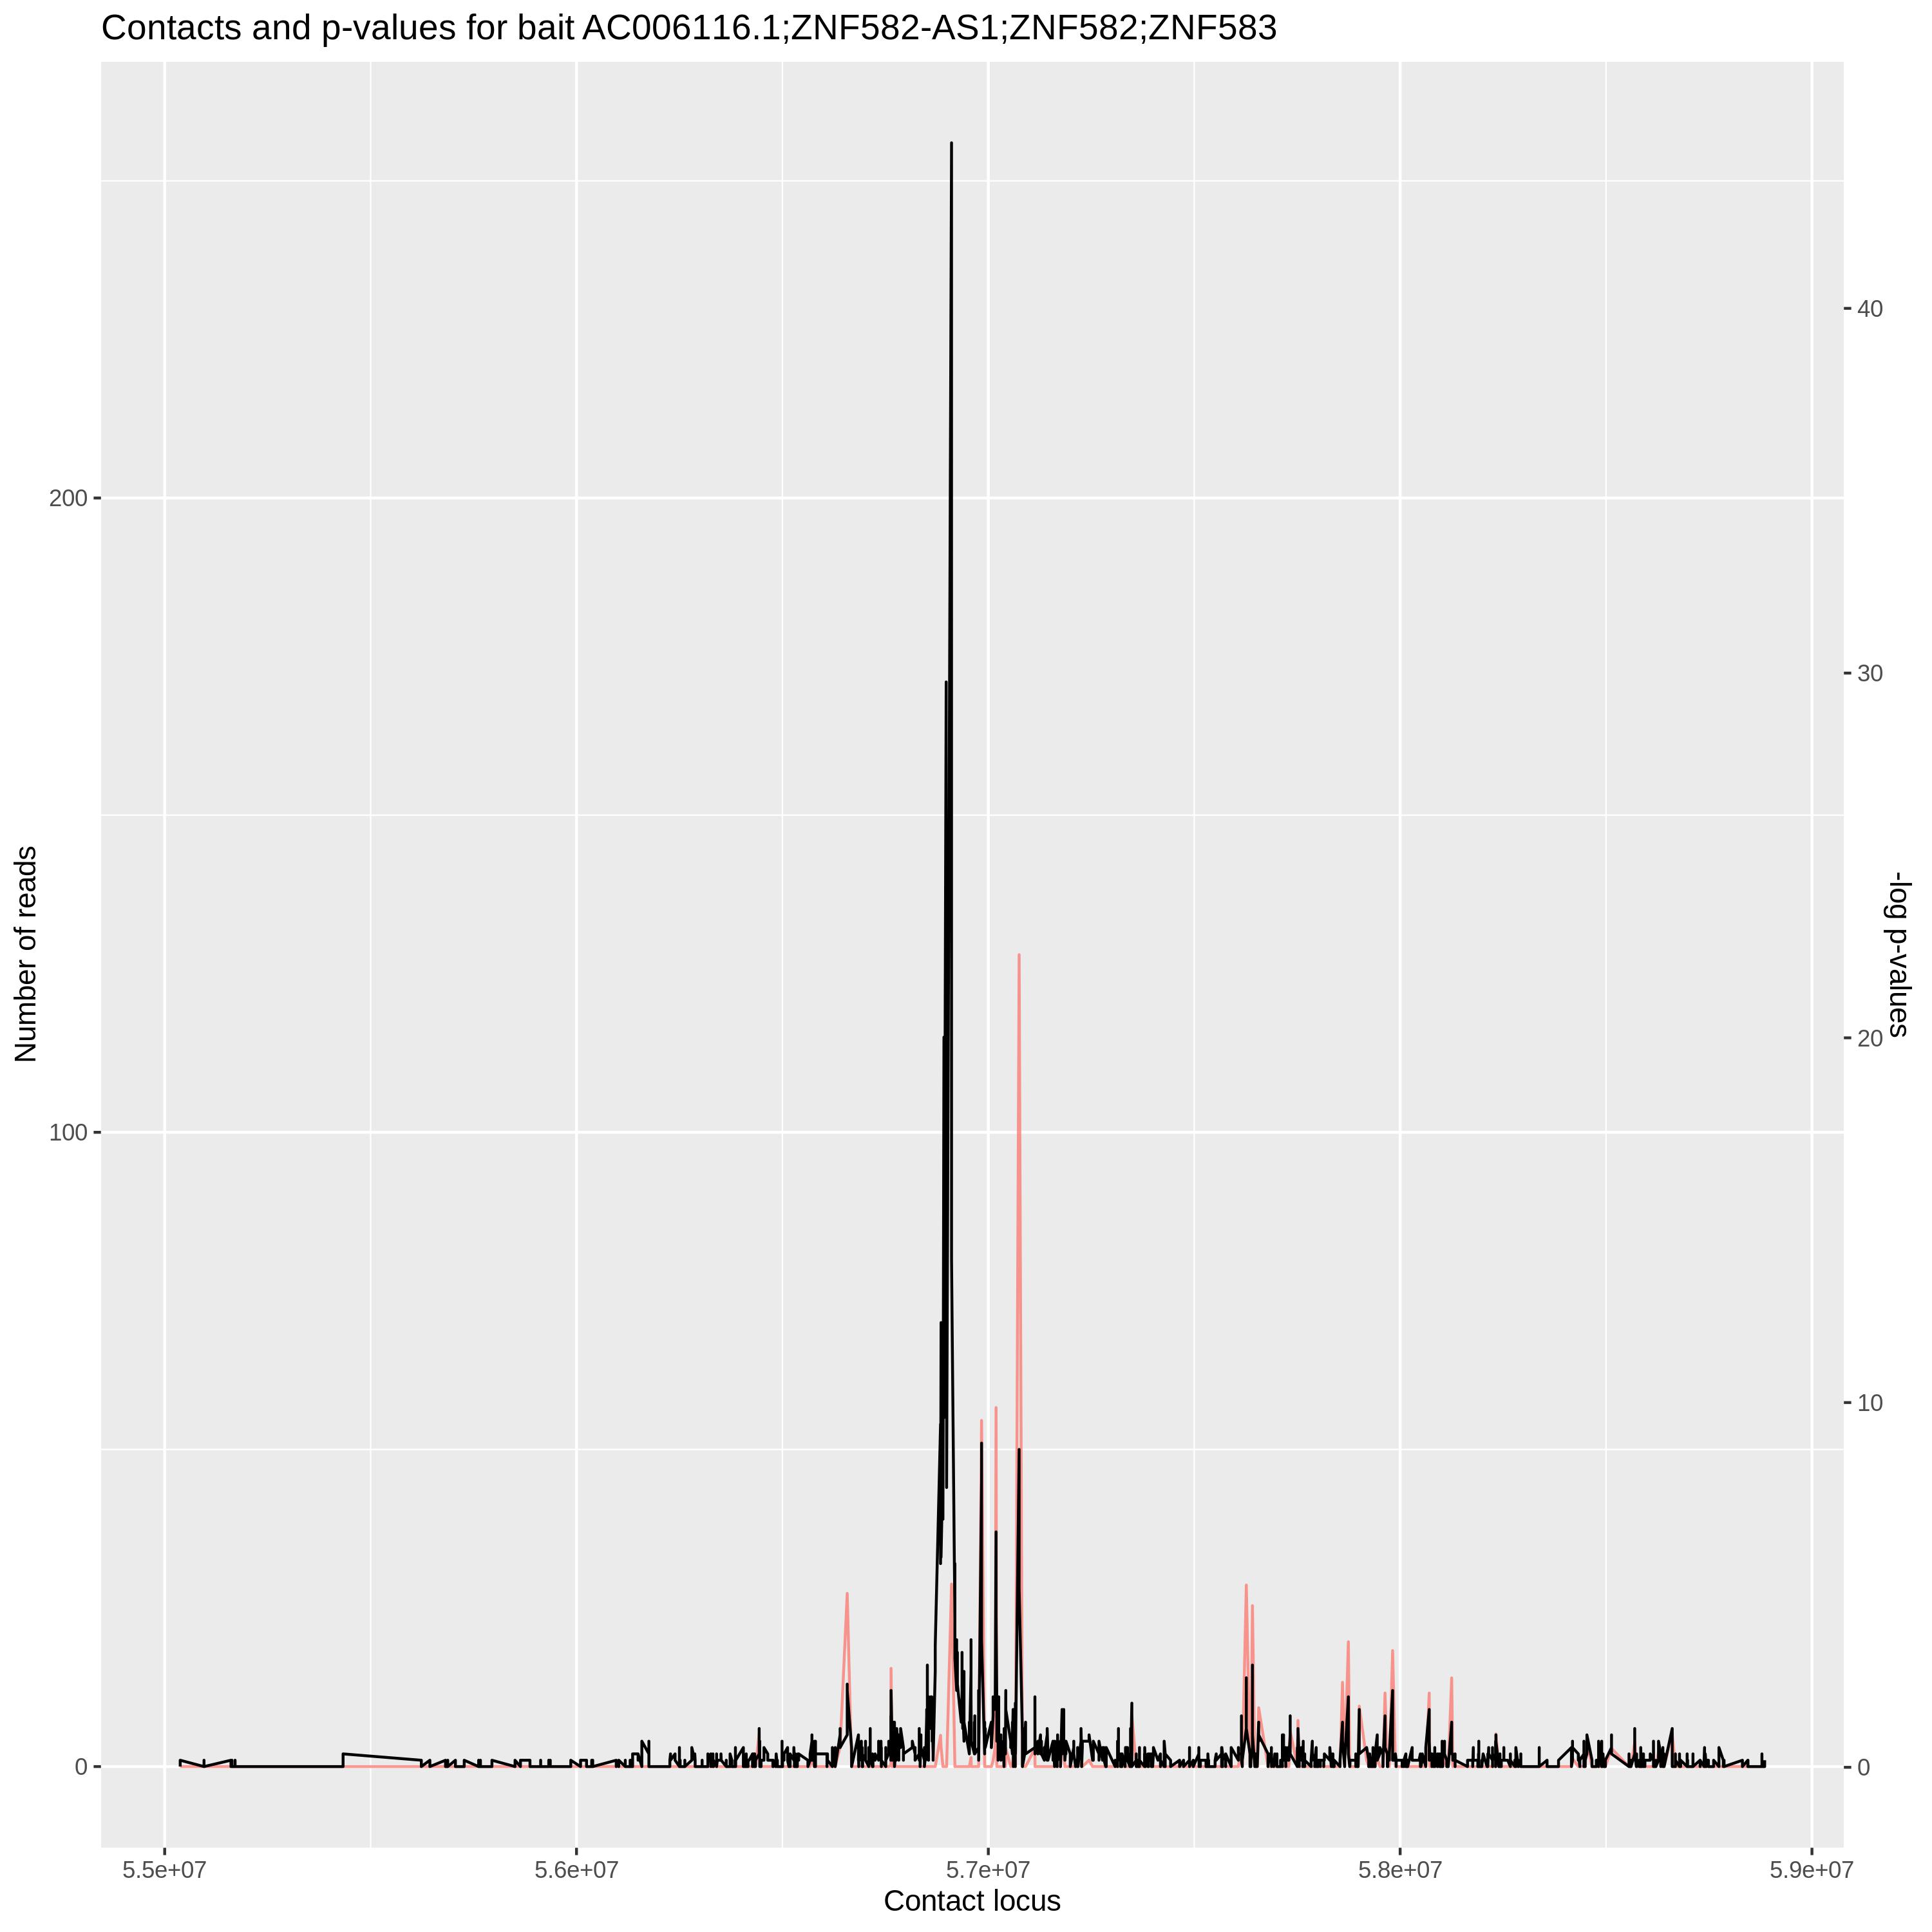 Contacts and p-values for bait AC006116.1;ZNF582-AS1;ZNF582;ZNF583
Number of reads
200
100
0
40
30
20
10
0
-log p-values
5.5e+07 5.6e+07 5.7e+07 5.8e+07 5.9e+07
Contact locus